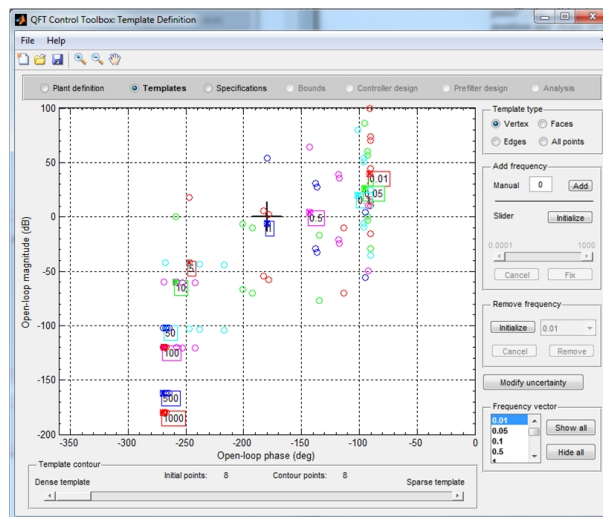 QFT Control Toolbox: Template Definition
File Help
Plant definition Templates Specifications Bounds Controller design Prefilter design Analysis
100
50
0
-50
-100
-150
-200
Open-loop magnitude (dB)
-350 -300 -250 -200 -150 -100 -50 0
Open-loop phase (deg)
0.01
0.05
0.1
0.5
1
5
10
50
100
500
1000
Template type
Vertex Faces
Edges All points
Add frequency
Manual 0 Add
Slider Initialize
0.0001 1000
Cancel Fix
Remove frequency
Initialize 0.01
Cancel Remove
Modify uncertainty
Frequency vector
0.01
0.05
0.1
0.5
1
Show all
Hide all
Template contour
Initial points: 8 Contour points: 8
Dense template Sparse template